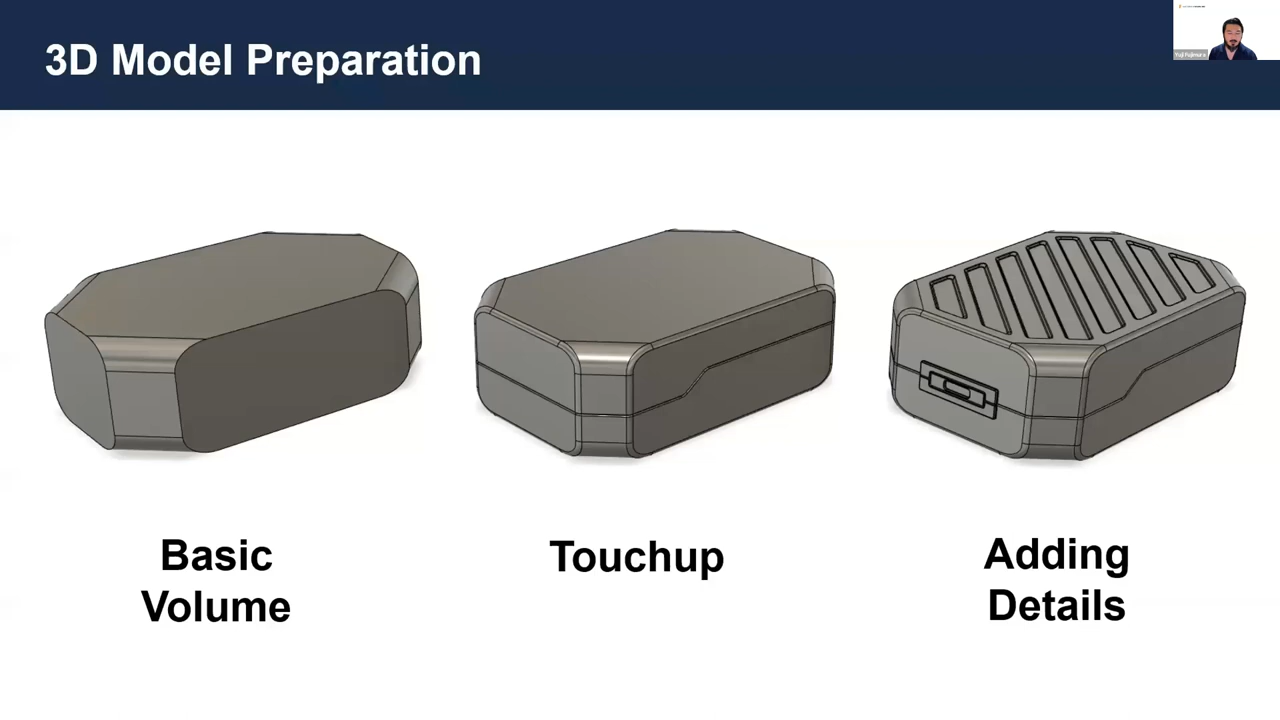 3D Model Preparation
Basic
Volume
Touchup
Adding
Details